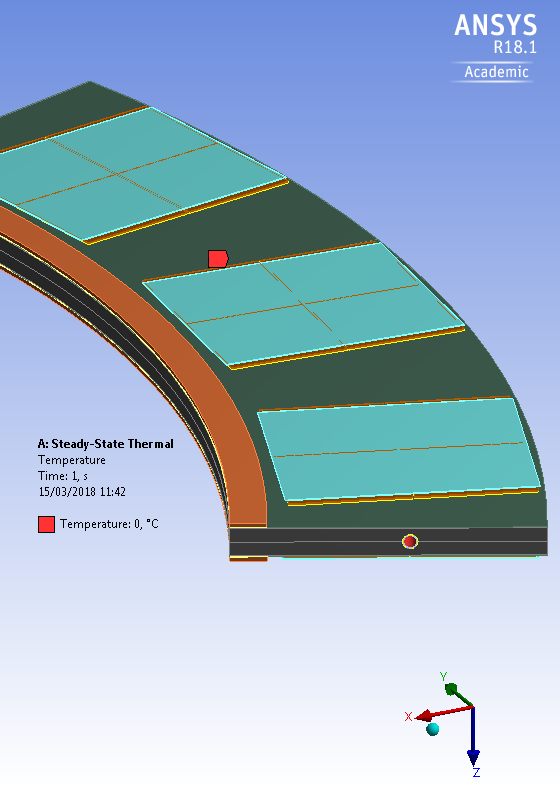 ANSYS
R18.1
Academic
A: Steady-State Thermal
Temperature
Time: 1, s
15/03/2018 11:42
Temperature: 0, °C
Y
X
Z